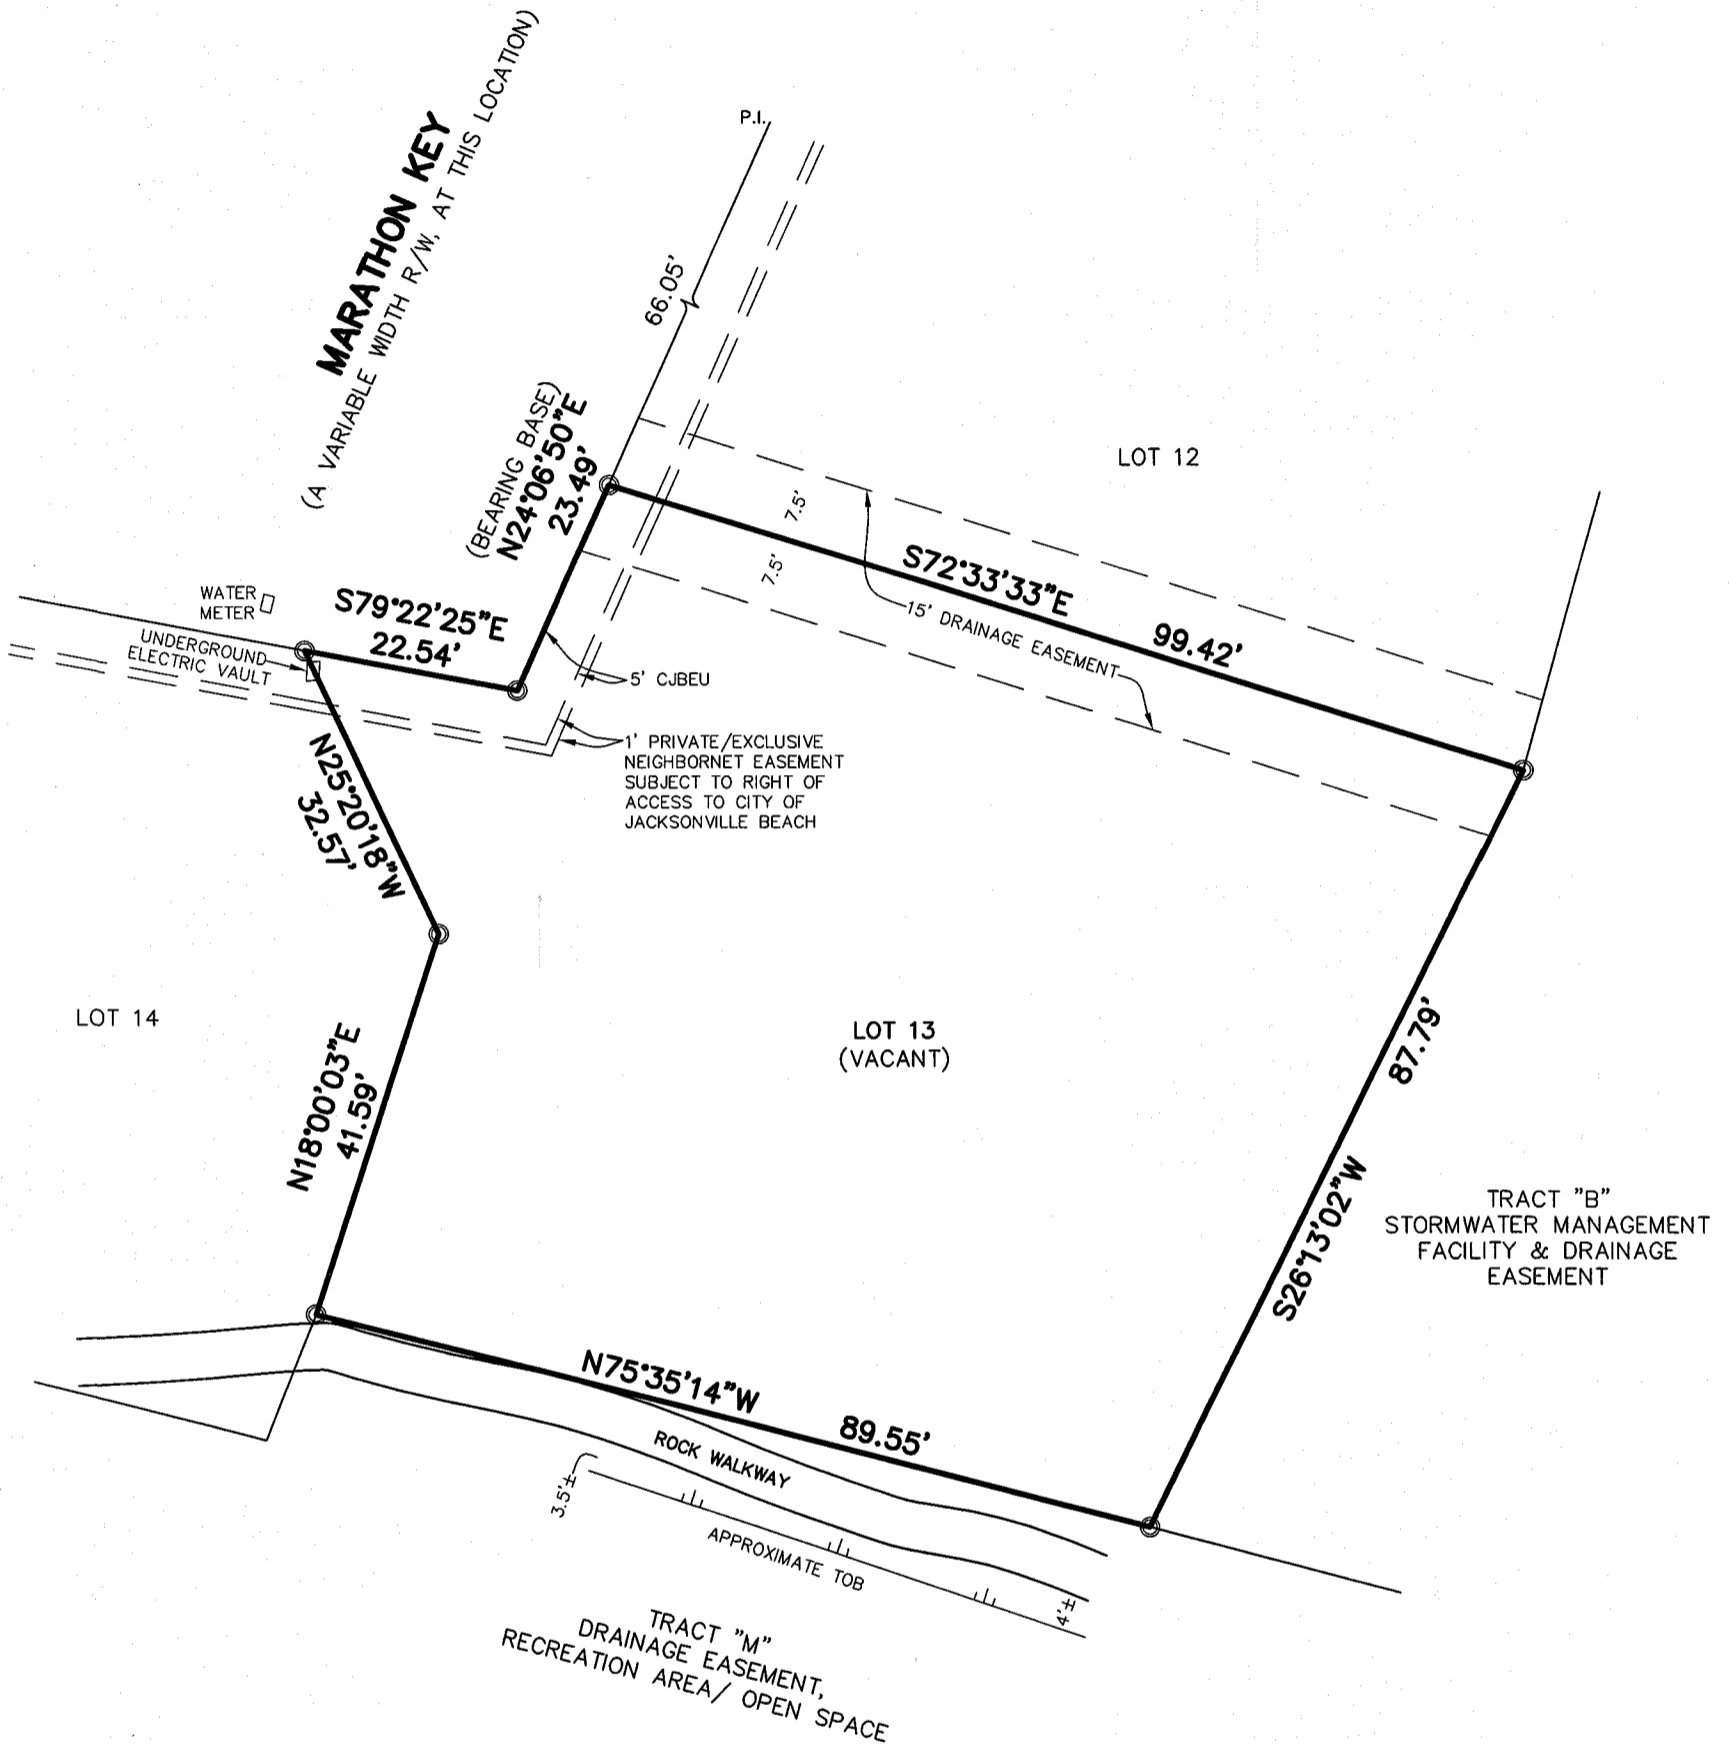 MARATHON KEY
(A VARIABLE WIDTH R/W, AT THIS LOCATION)
P.I.
66.05'
(BEARING BASE)
N24°06'50"E
23.49'
LOT 12
7.5'
7.5'
S72°33'33"E
99.42'
15' DRAINAGE EASEMENT
WATER
METER
S79°22'25"E
22.54'
UNDERGROUND
ELECTRIC VAULT
5' CJBEU
1' PRIVATE/EXCLUSIVE
NEIGHBORNET EASEMENT
SUBJECT TO RIGHT OF
ACCESS TO CITY OF
JACKSONVILLE BEACH
N25°20'18"W
32.57'
LOT 14
LOT 13
(VACANT)
87.79'
S26°13'02"W
N18°00'03"E
41.59'
TRACT "B"
STORMWATER MANAGEMENT
FACILITY & DRAINAGE
EASEMENT
N75°35'14"W
89.55'
ROCK WALKWAY
3.5'±
APPROXIMATE TOB
4'±
TRACT "M"
DRAINAGE EASEMENT,
RECREATION AREA/ OPEN SPACE